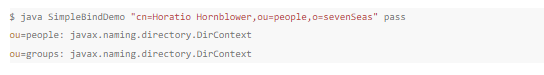 $ java SimpleBindDemo "cn=Horatio Hornblower,ou=people,o=sevenSeas" pass
ou=people: javax.naming.directory.DirContext
ou=groups: javax.naming.directory.DirContext